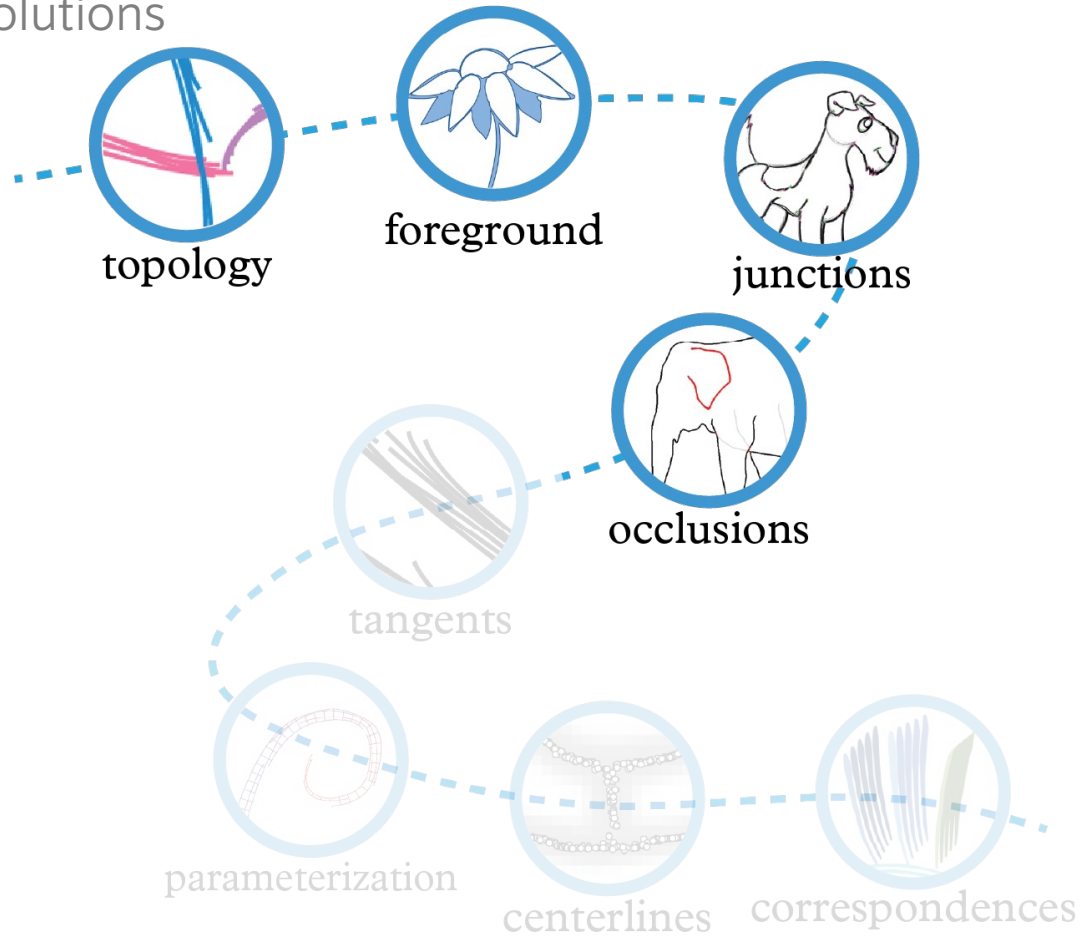 olutions
topology
foreground
junctions
occlusions
tangents
parameterization
centerlines
correspondences